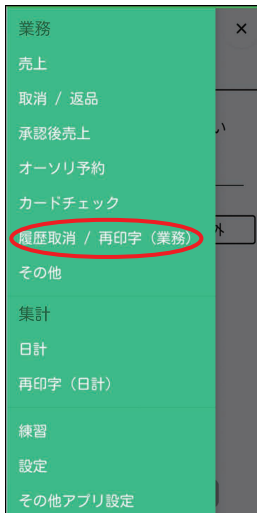 業務
×
売上
取消 / 返品
承認後売上
い
オーソリ予約
カードチェック
履歴取消 / 再印字（業務）
外
その他
集計
日計
再印字（日計）
練習
設定
その他アプリ設定